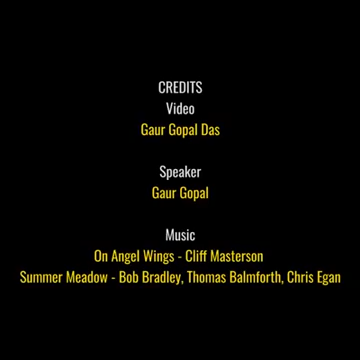 CREDITS
Video
Gaur Gopal Das
Speaker
Gaur Gopal
Music
On Angel Wings - Cliff Masterson
Summer Meadow - Bob Bradley, Thomas Balmforth, Chris Egan